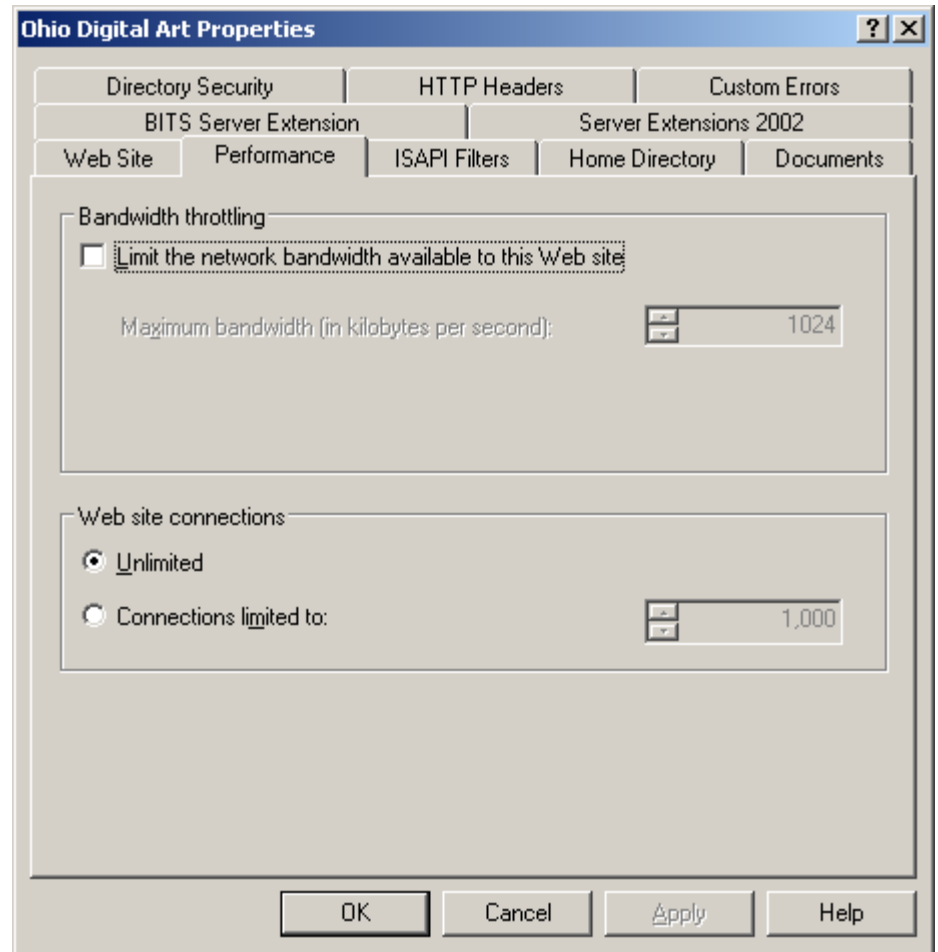 Ohio Digital Art Properties
Directory Security HTTP Headers Custom Errors
BITS Server Extension Server Extensions 2002
Web Site Performance ISAPI Filters Home Directory Documents
Bandwidth throttling
Limit the network bandwidth available to this Web site
Maximum bandwidth (in kilobytes per second): 1024
Web site connections
Unlimited
Connections limited to: 1,000
OK Cancel Apply Help